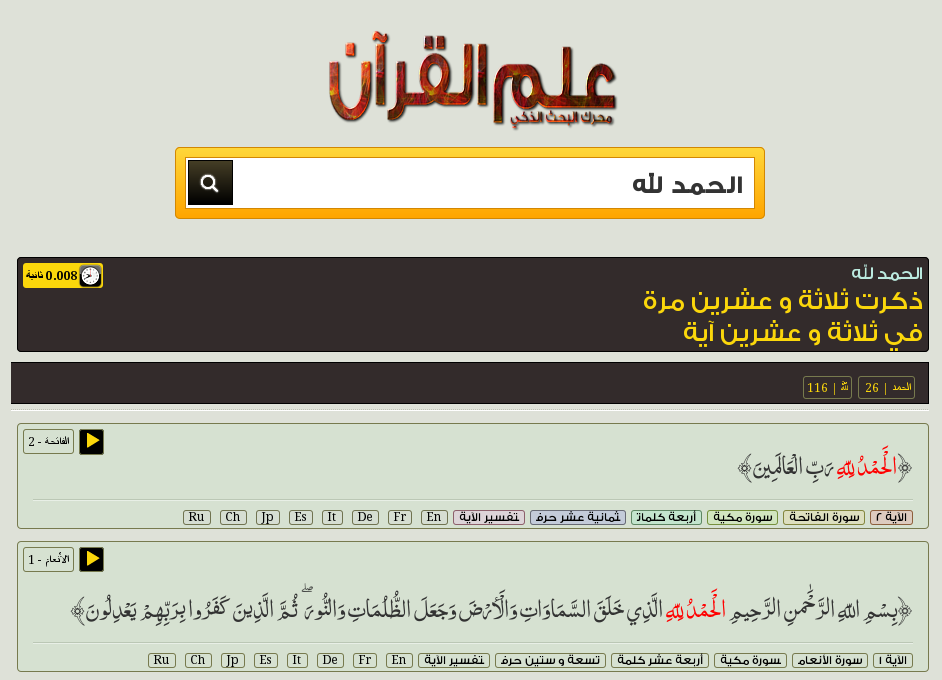 علم القرآن
محرك البحث الذكي
الحمد لله
الحمد لله
0.008 ثانية
ذكرت ثلاثة و عشرين مرة
في ثلاثة و عشرين آية
الحمد | 26 لله | 116
الفاتحة - 2
﴿الْحَمْدُ لِلَّهِ رَبِّ الْعَالَمِينَ﴾
الآية ٢ سورة الفاتحة سورة مكية أربعة كلمات ثمانية عشر حرف تفسير الآية En Fr De It Es Jp Ch Ru
الأنعام - 1
﴿بِسْمِ اللَّهِ الرَّحْمَٰنِ الرَّحِيمِ الْحَمْدُ لِلَّهِ الَّذِي خَلَقَ السَّمَاوَاتِ وَالْأَرْضَ وَجَعَلَ الظُّلُمَاتِ وَالنُّورَ ۖ ثُمَّ الَّذِينَ كَفَرُوا بِرَبِّهِمْ يَعْدِلُونَ﴾
الآية ١ سورة الأنعام سورة مكية أربعة عشر كلمة تسعة و ستين حرف تفسير الآية En Fr De It Es Jp Ch Ru